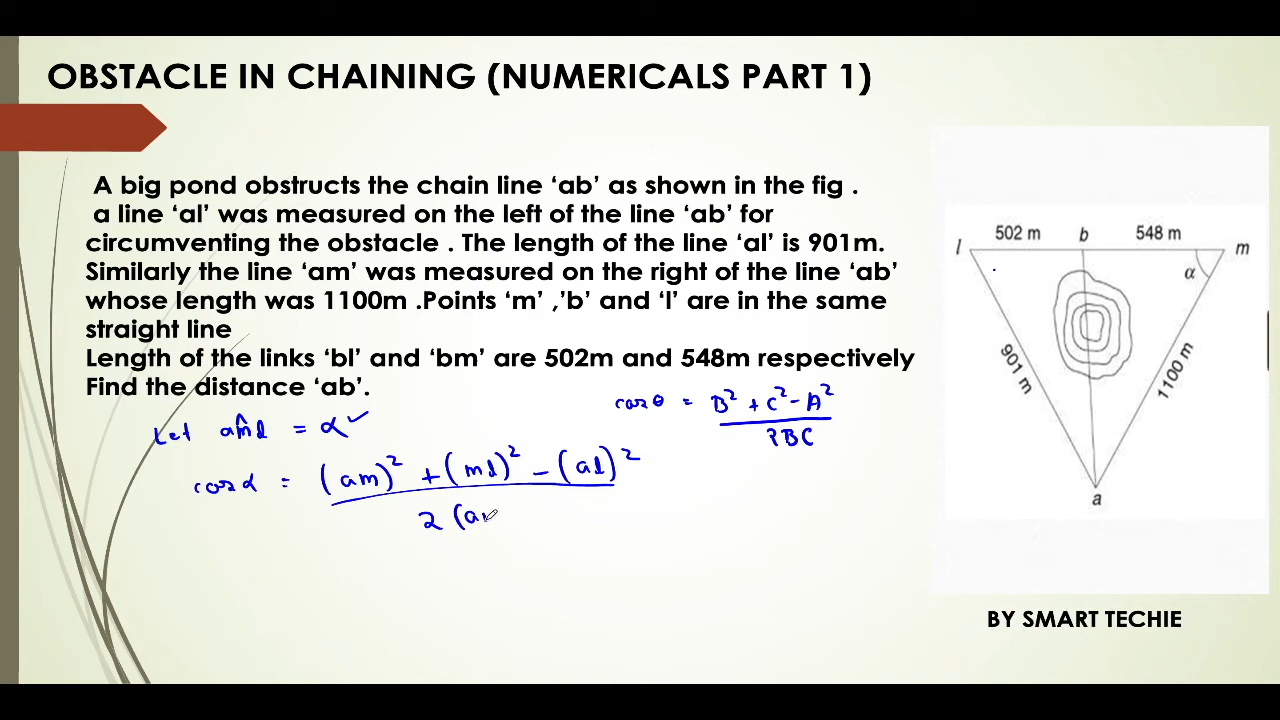 OBSTACLE IN CHAINING (NUMERICALS PART 1)
A big pond obstructs the chain line ‘ab’ as shown in the fig .
a line ‘al’ was measured on the left of the line ‘ab’ for
circumventing the obstacle . The length of the line ‘al’ is 901m.
Similarly the line ‘am’ was measured on the right of the line ‘ab’
whose length was 1100m .Points ‘m’ ,’b’ and ‘l’ are in the same
straight line
Length of the links ‘bl’ and ‘bm’ are 502m and 548m respectively
Find the distance ‘ab’.
cos θ = B² + C² - A²
2BC
Let am̂l = α ✓
cos α = (am)² + (ml)² - (al)²
2 (a
502 m b 548 m
l m
α
901 m
1100 m
a
BY SMART TECHIE